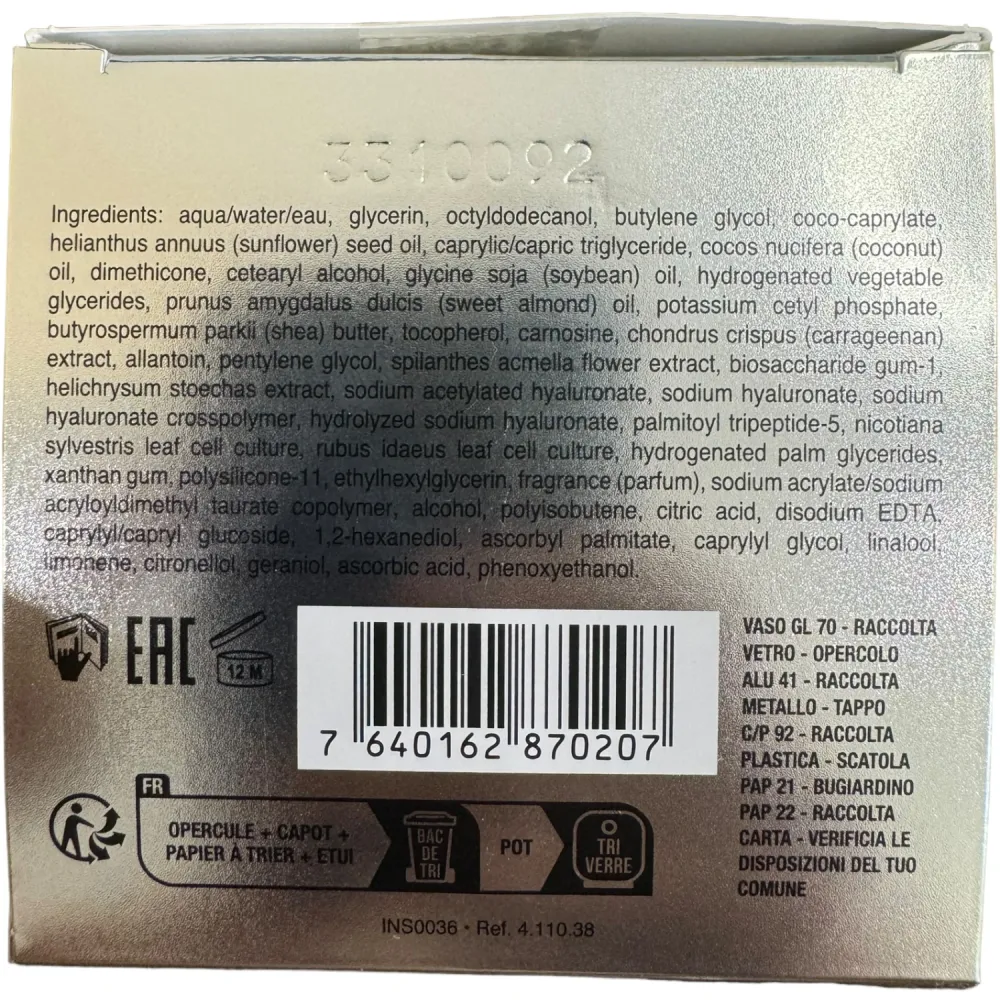 3310092
Ingredients: aqua/water/eau, glycerin, octyldodecanol, butylene glycol, coco-caprylate,
helianthus annuus (sunflower) seed oil, caprylic/capric triglyceride, cocos nucifera (coconut)
oil, dimethicone, cetearyl alcohol, glycine soja (soybean) oil, hydrogenated vegetable
glycerides, prunus amygdalus dulcis (sweet almond) oil, potassium cetyl phosphate,
butyrospermum parkii (shea) butter, tocopherol, carnosine, chondrus crispus (carrageenan)
extract, allantoin, pentylene glycol, spilanthes acmella flower extract, biosaccharide gum-1,
helichrysum stoechas extract, sodium acetylated hyaluronate, sodium hyaluronate, sodium
hyaluronate crosspolymer, hydrolyzed sodium hyaluronate, palmitoyl tripeptide-5, nicotiana
sylvestris leaf cell culture, rubus idaeus leaf cell culture, hydrogenated palm glycerides,
xanthan gum, polysilicone-11, ethylhexylglycerin, fragrance (parfum), sodium acrylate/sodium
acryloyldimethyl taurate copolymer, alcohol, polyisobutene, citric acid, disodium EDTA,
caprylyl/capryl glucoside, 1,2-hexanediol, ascorbyl palmitate, caprylyl glycol, linalool,
limonene, citronellol, geraniol, ascorbic acid, phenoxyethanol.
EAC
12 M
7 640162 870207
VASO GL 70 - RACCOLTA
VETRO - OPERCOLO
ALU 41 - RACCOLTA
METALLO - TAPPO
C/P 92 - RACCOLTA
PLASTICA - SCATOLA
PAP 21 - BUGIARDINO
PAP 22 - RACCOLTA
CARTA - VERIFICIA LE
DISPOSIZIONI DEL TUO
COMUNE
FR
OPERCULE + CAPOT +
PAPIER À TRIER + ETUI
BAC
DE
TRI
POT
TRI
VERRE
INS0036 • Ref. 4.110.38